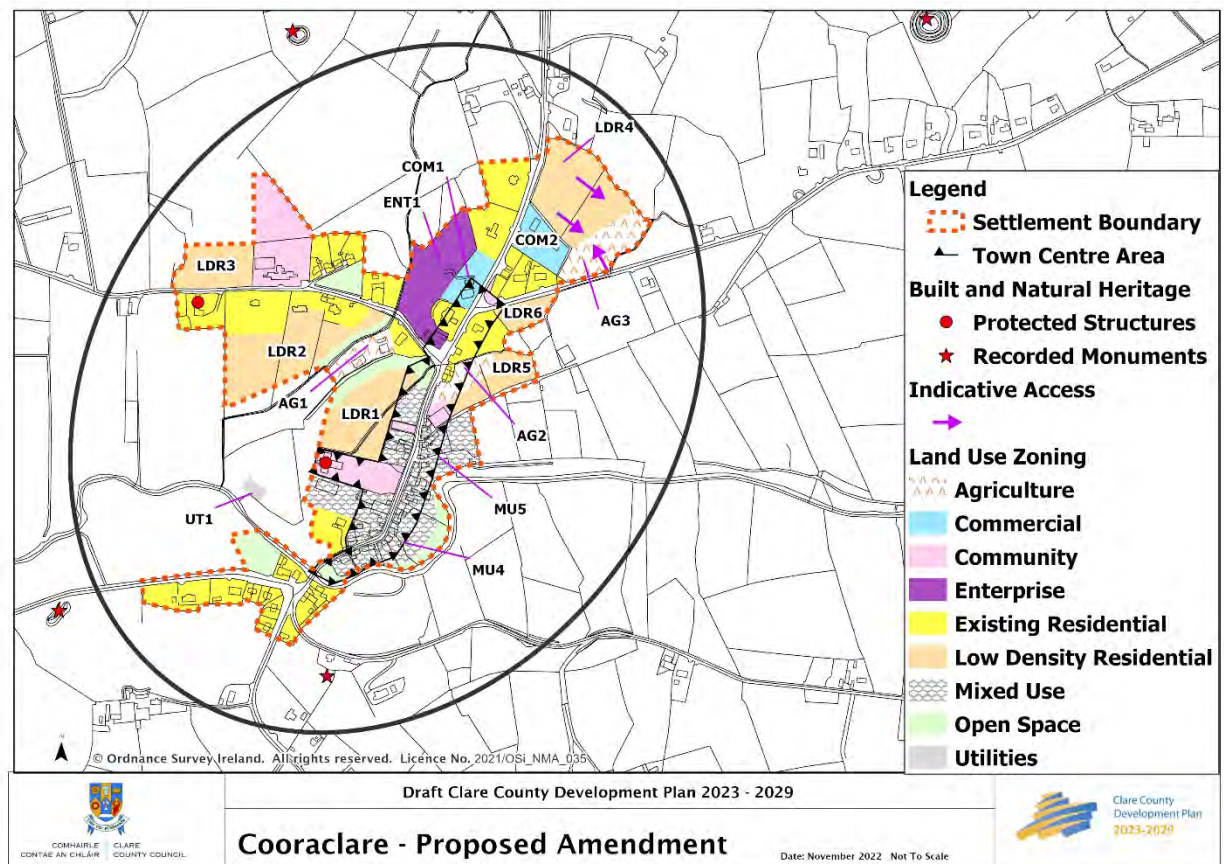 LDR4
COM1
ENT1
COM2
LDR3
LDR6
AG3
LDR2
LDR5
AG1
LDR1
AG2
UT1
MU5
MU4
© Ordnance Survey Ireland. All rights reserved. Licence No. 2021/OSi_NMA_035
Legend
Settlement Boundary
Town Centre Area
Built and Natural Heritage
Protected Structures
Recorded Monuments
Indicative Access
Land Use Zoning
Agriculture
Commercial
Community
Enterprise
Existing Residential
Low Density Residential
Mixed Use
Open Space
Utilities
COMHAIRLE CONTAE AN CHLÁIR
CLARE COUNTY COUNCIL
Draft Clare County Development Plan 2023 - 2029
Cooraclare - Proposed Amendment
Date: November 2022 Not To Scale
Clare County
Development Plan
2023-2029